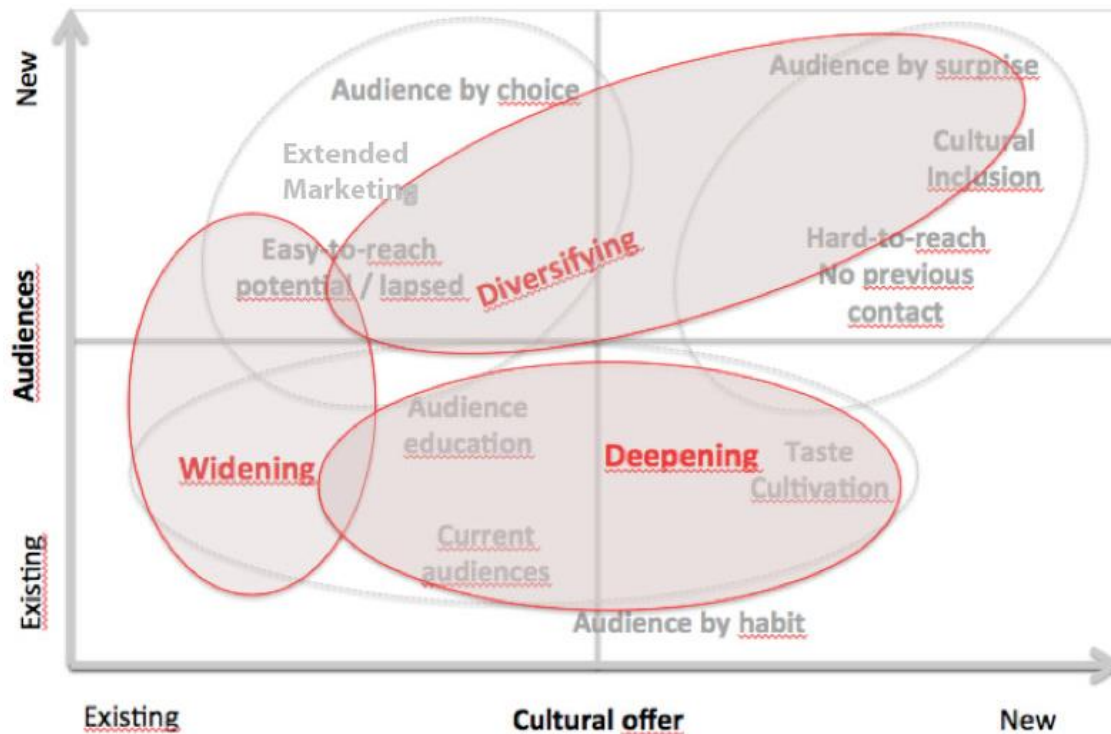 New
Audience by choice
Audience by surprise
Extended
Marketing
Cultural
Inclusion
Easy-to-reach
potential / lapsed
Diversifying
Hard-to-reach
No previous
contact
Audiences
Audience
education
Widening
Deepening
Taste
Cultivation
Current
audiences
Existing
Audience by habit
Existing
Cultural offer
New